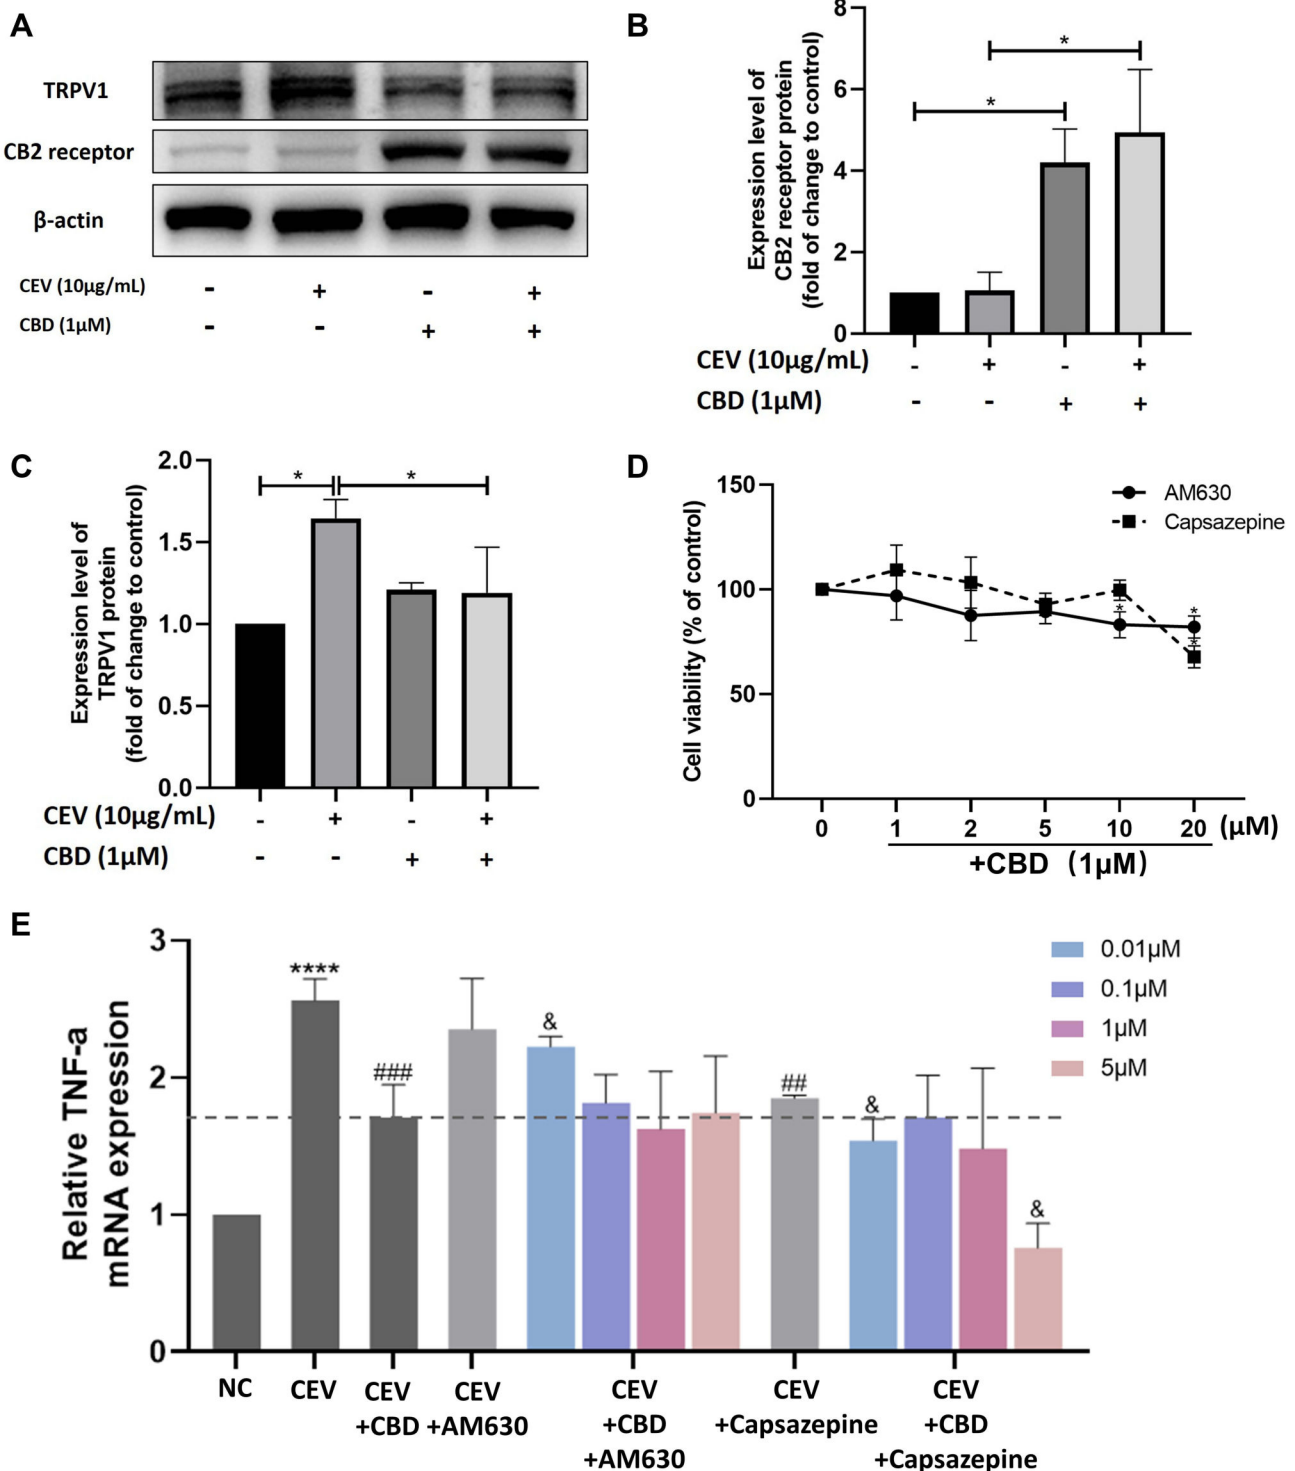 A
TRPV1
CB2 receptor
β-actin
CEV (10μg/mL) - + - +
CBD (1μM) - - + +
B
Expression level of
CB2 receptor protein
(fold of change to control)
8
6
4
2
0
*
*
CEV (10μg/mL) - + - +
CBD (1μM) - - + +
C
Expression level of
TRPV1 protein
(fold of change to control)
2.0
1.5
1.0
0.5
0.0
* *
CEV (10μg/mL) - + - +
CBD (1μM) - - + +
D
Cell viability (% of control)
150
100
50
0
AM630
Capsazepine
* *
*
0 1 2 5 10 20 (μM)
+CBD (1μM)
E
Relative TNF-a
mRNA expression
3
2
1
0
****
###
&
##
&
&
0.01μM
0.1μM
1μM
5μM
NC CEV CEV CEV CEV CEV CEV
+CBD +AM630 +CBD +Capsazepine +CBD
+AM630 +Capsazepine